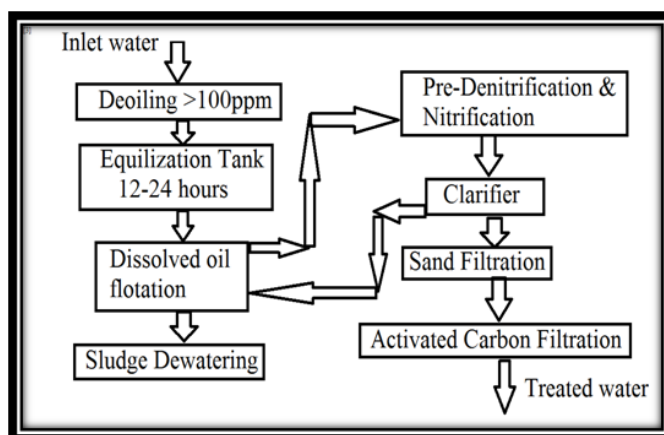 Inlet water
Deoiling >100ppm
Equilization Tank
12-24 hours
Dissolved oil
flotation
Sludge Dewatering
Pre-Denitrification &
Nitrification
Clarifier
Sand Filtration
Activated Carbon Filtration
Treated water